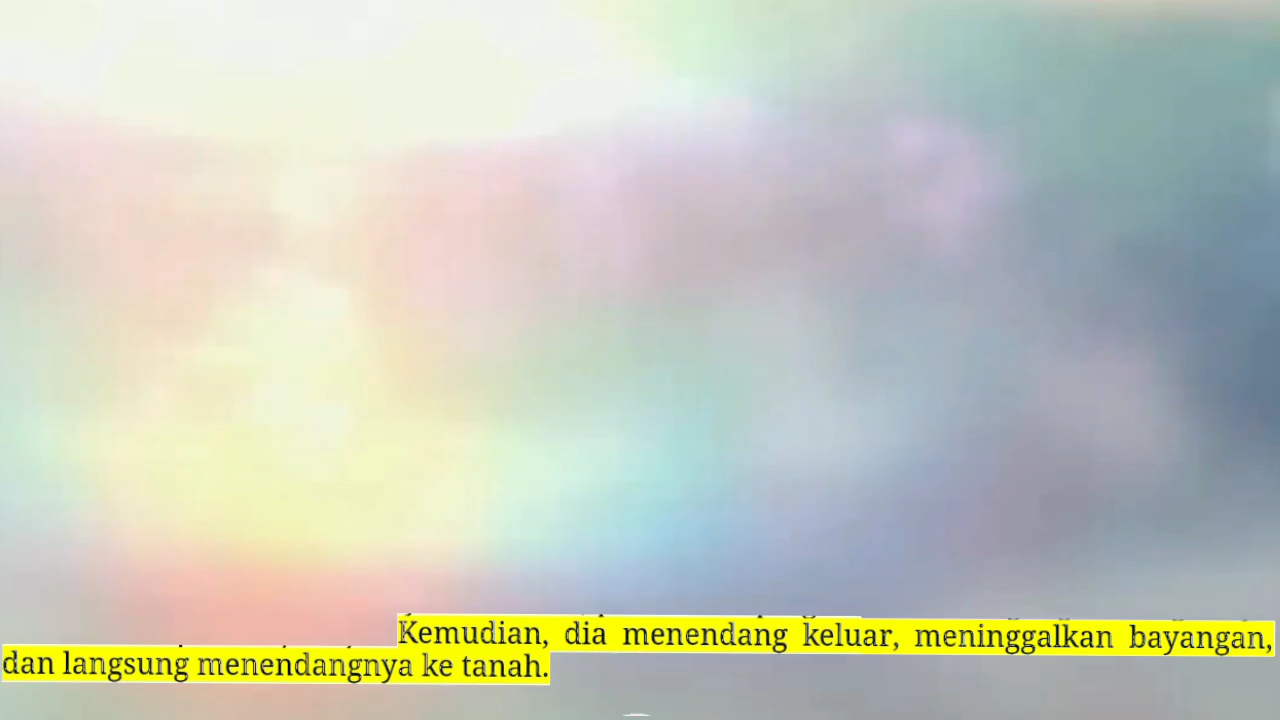 Kemudian, dia menendang keluar, meninggalkan bayangan,
dan langsung menendangnya ke tanah.